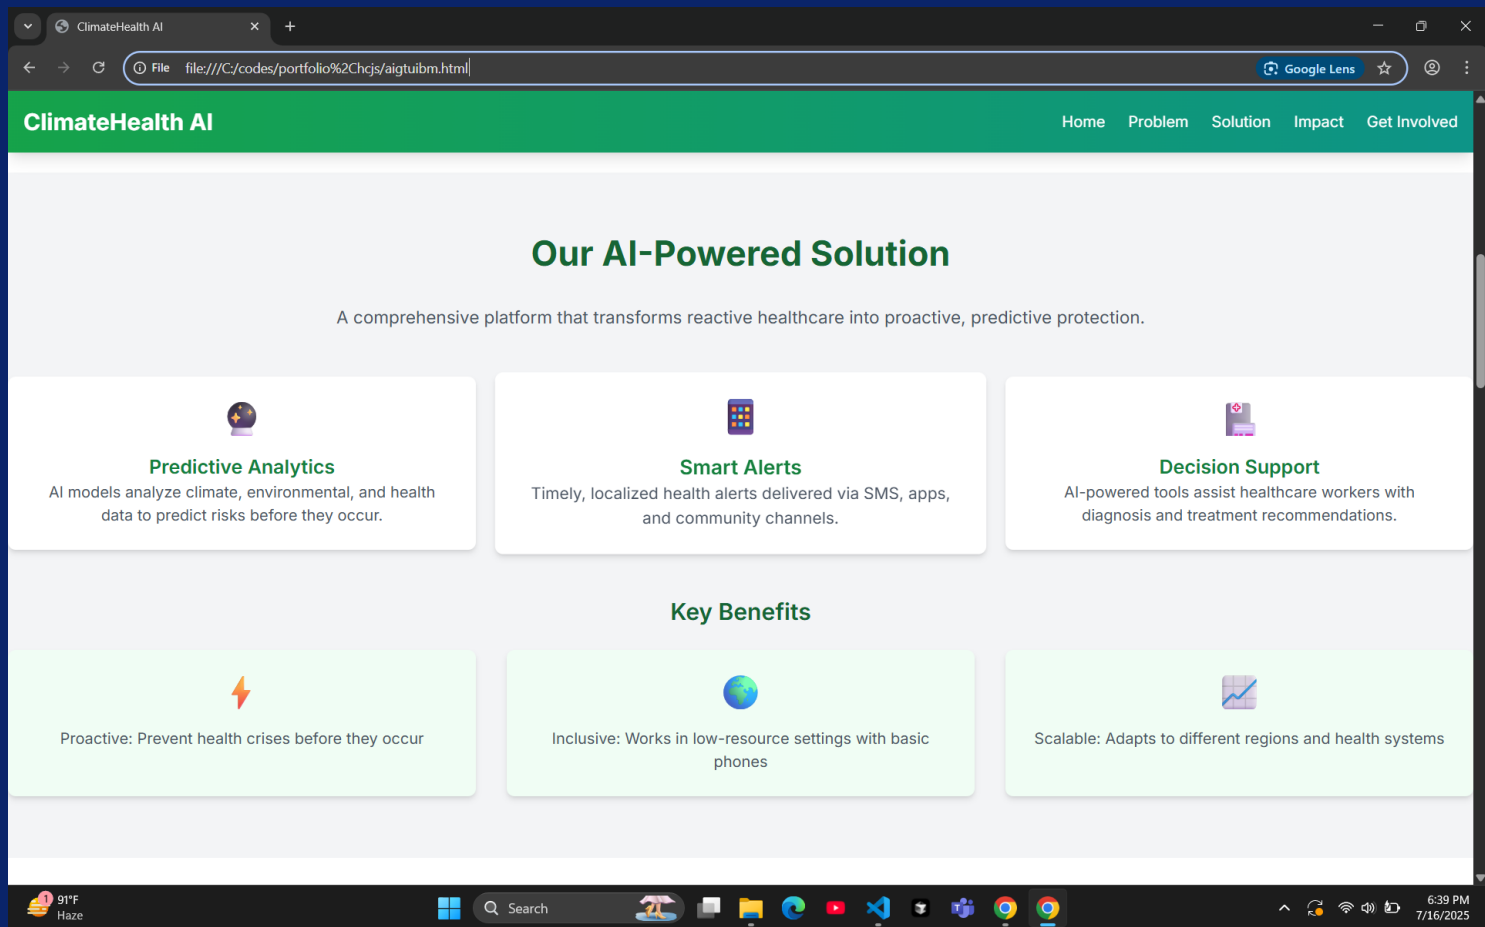 ClimateHealth AI
File
file:///C:/codes/portfolio%2Chcjs/aigtuibm.html
Google Lens
ClimateHealth AI
Home
Problem
Solution
Impact
Get Involved
Our AI-Powered Solution
A comprehensive platform that transforms reactive healthcare into proactive, predictive protection.
Predictive Analytics
AI models analyze climate, environmental, and health
data to predict risks before they occur.
Smart Alerts
Timely, localized health alerts delivered via SMS, apps,
and community channels.
Decision Support
AI-powered tools assist healthcare workers with
diagnosis and treatment recommendations.
Key Benefits
Proactive: Prevent health crises before they occur
Inclusive: Works in low-resource settings with basic
phones
Scalable: Adapts to different regions and health systems
1
91°F
Haze
Search
6:39 PM
7/16/2025